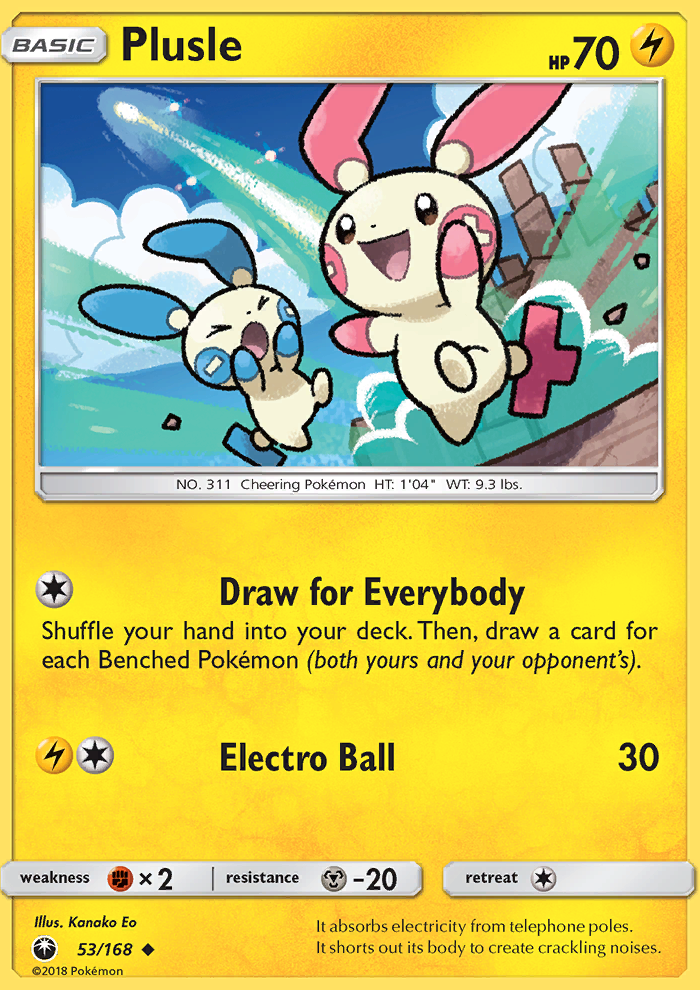 BASIC Plusle HP 70
NO. 311 Cheering Pokémon HT: 1'04" WT: 9.3 lbs.
Draw for Everybody
Shuffle your hand into your deck. Then, draw a card for
each Benched Pokémon (both yours and your opponent's).
Electro Ball 30
weakness × 2 resistance -20 retreat
Illus. Kanako Eo
53/168
©2018 Pokémon
It absorbs electricity from telephone poles.
It shorts out its body to create crackling noises.